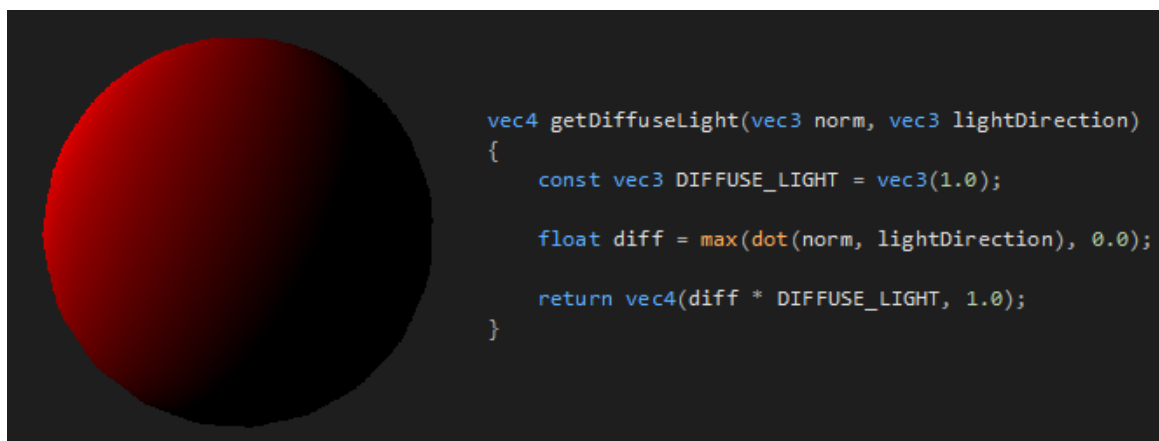 vec4 getDiffuseLight(vec3 norm, vec3 lightDirection)
{
    const vec3 DIFFUSE_LIGHT = vec3(1.0);
    float diff = max(dot(norm, lightDirection), 0.0);
    return vec4(diff * DIFFUSE_LIGHT, 1.0);
}